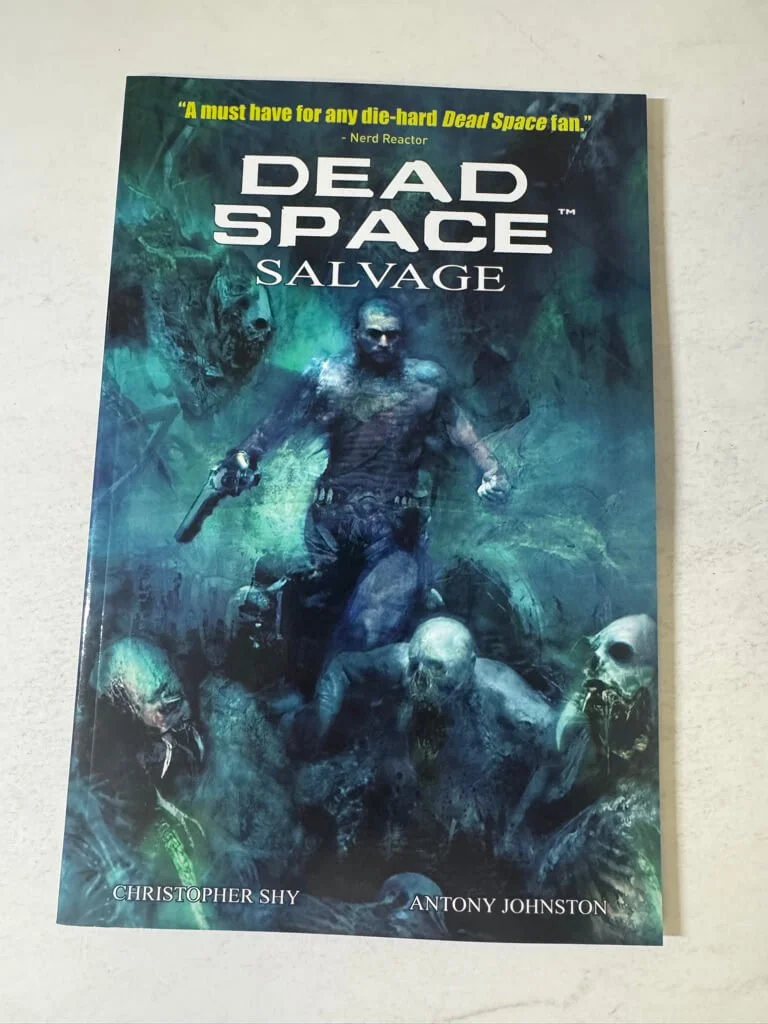 “A must have for any die-hard Dead Space fan.”
- Nerd Reactor
DEAD
SPACE™
SALVAGE
CHRISTOPHER SHY
ANTONY JOHNSTON